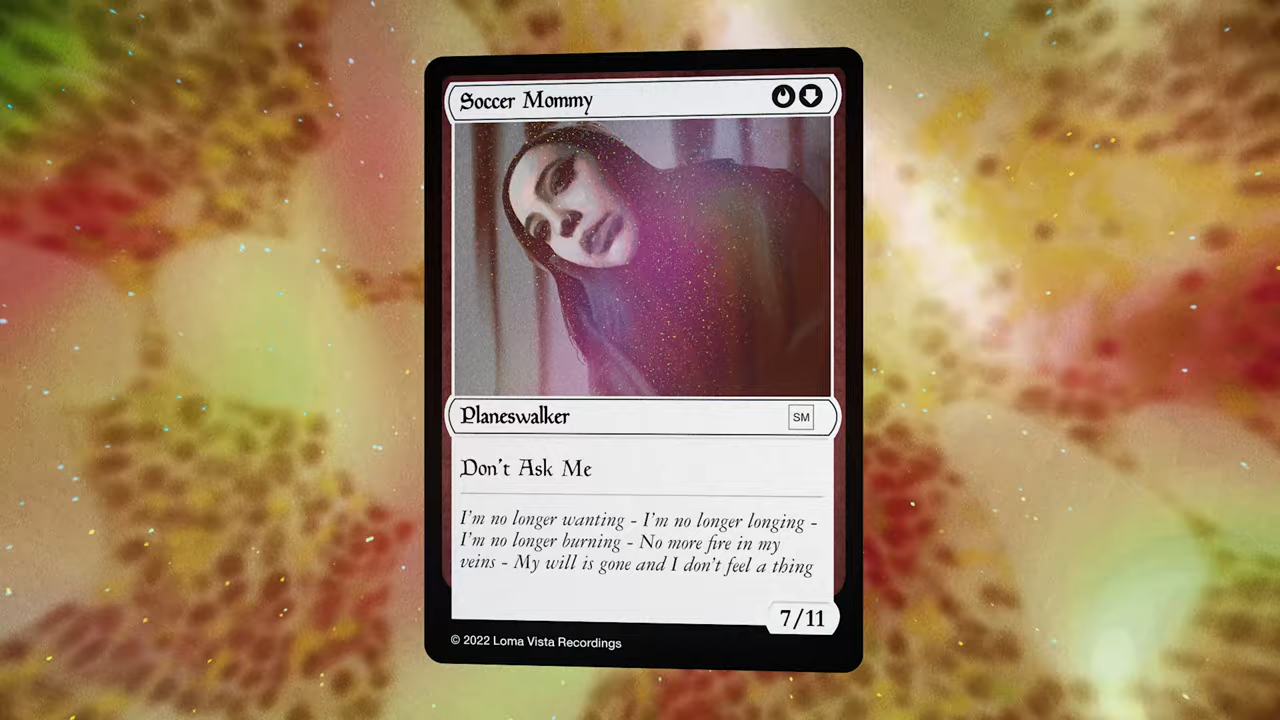 Soccer Mommy
Planeswalker
SM
Don't Ask Me
I'm no longer wanting - I'm no longer longing -
I'm no longer burning - No more fire in my
veins - My will is gone and I don't feel a thing
7/11
© 2022 Loma Vista Recordings